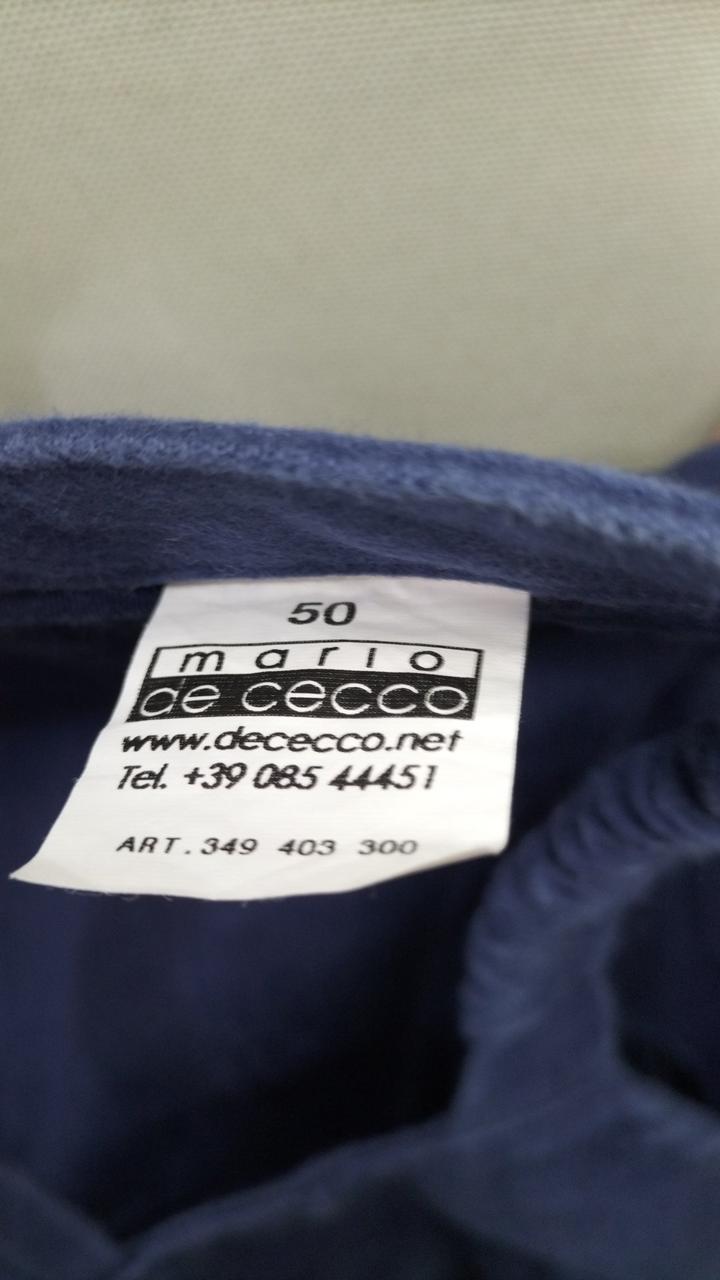 50
mario
de cecco
www.dececco.net
Tel. +39 085 44451
ART. 349 403 300